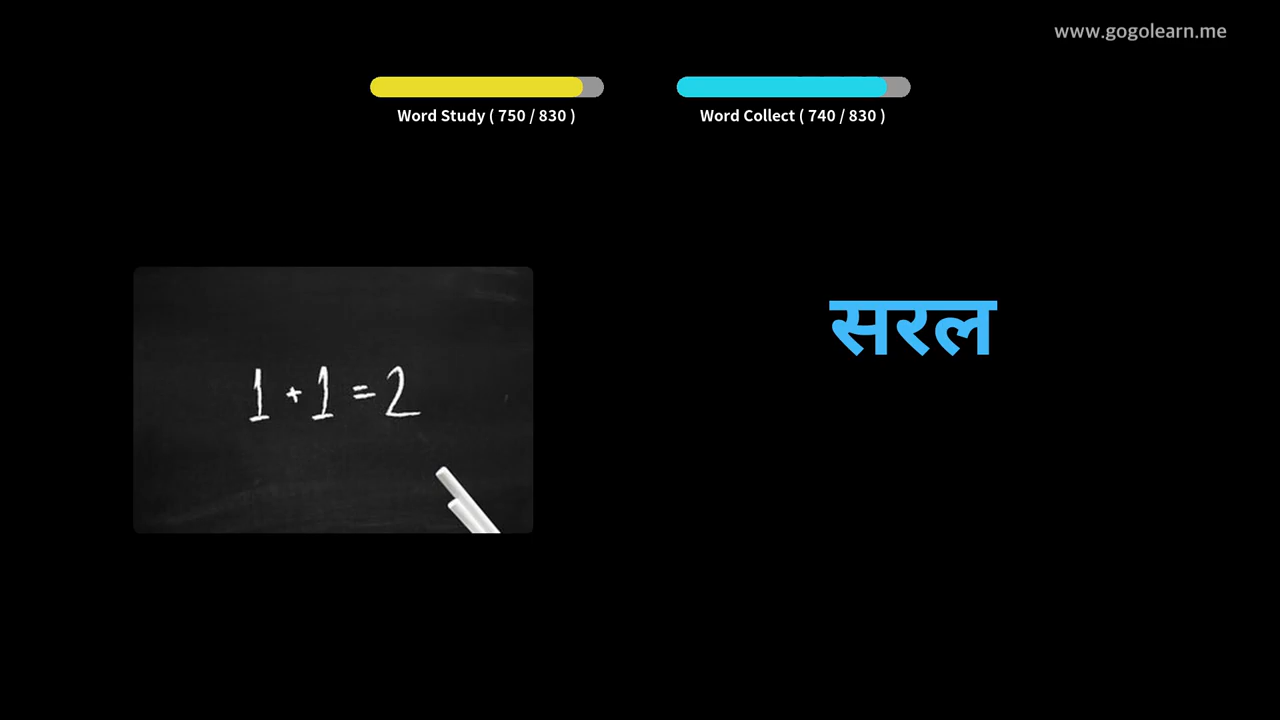 www.gogolearn.me
Word Study ( 750 / 830 )
Word Collect ( 740 / 830 )
1 + 1 = 2
सरल